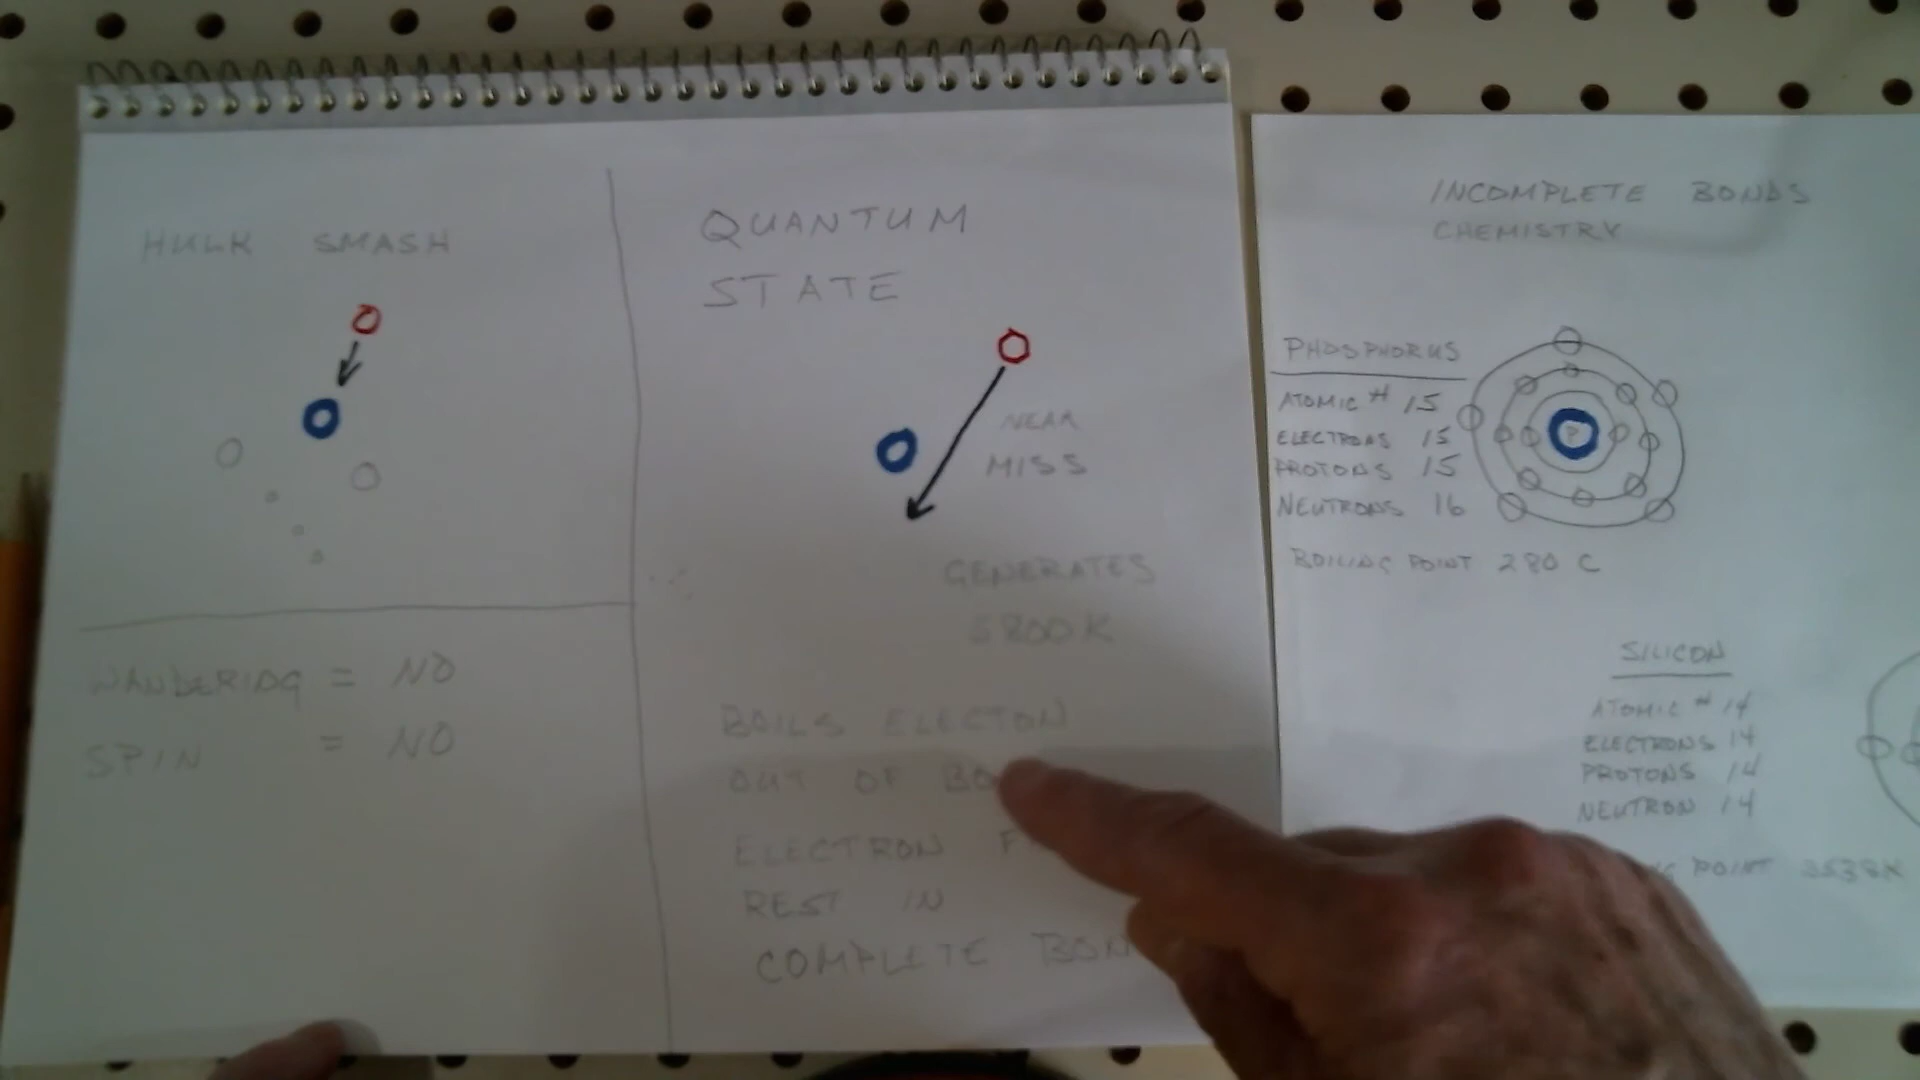 HULK SMASH
WANDERING = NO
SPIN = NO
QUANTUM
STATE
NEAR
MISS
GENERATES
5800K
BOILS ELECTON
OUT OF
ELECTRON
REST IN
COMPLETE
INCOMPLETE BONDS
CHEMISTRY
PHOSPHORUS
ATOMIC # 15
ELECTRONS 15
PROTONS 15
NEUTRONS 16
P
BOILING POINT 280 C
SILICON
ATOMIC # 14
ELECTRONS 14
PROTONS 14
NEUTRON 14
POINT 3538K